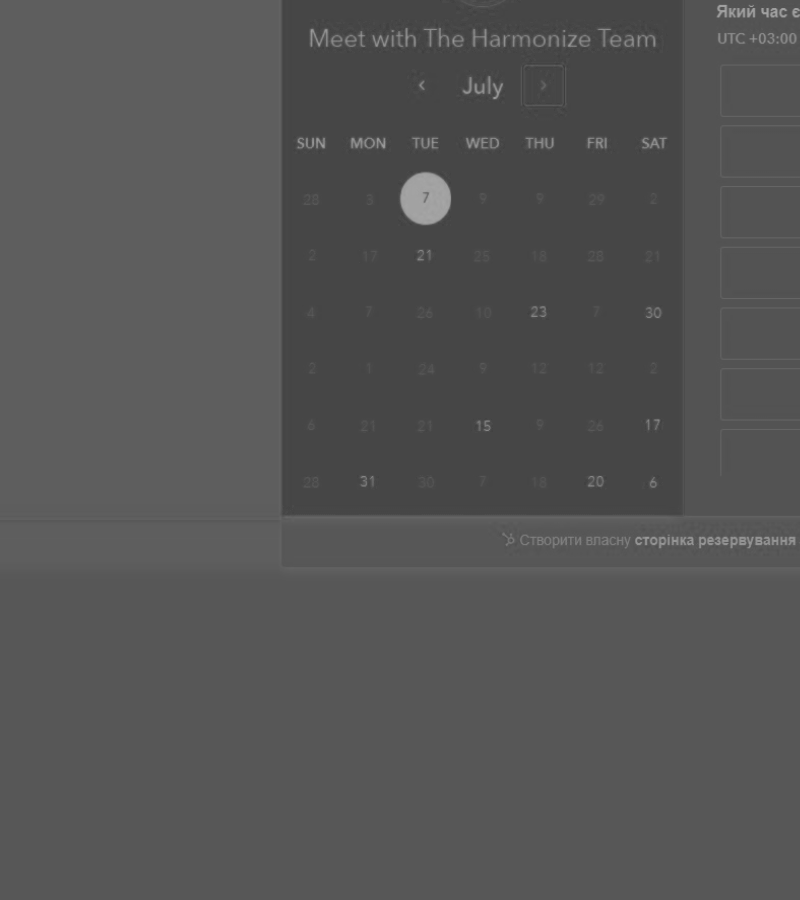 Meet with The Harmonize Team
‹ July ›
SUN MON TUE WED THU FRI SAT
28 3 7 9 9 29 2
2 17 21 25 18 28 21
4 7 26 10 23 7 30
2 1 24 9 12 12 2
6 21 21 15 9 26 17
28 31 30 7 18 20 6
Який час є
UTC +03:00
Створити власну сторінка резервування